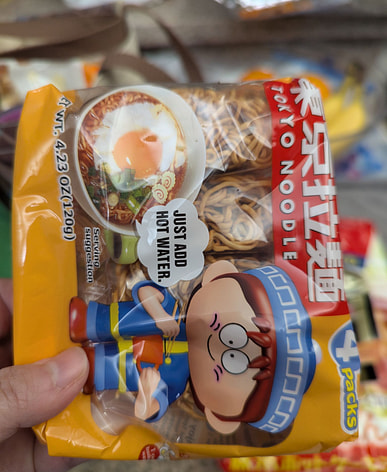 東京拉麵
TOKYO NOODLE
4 packs
JUST ADD
HOT WATER.
Serving
suggestion
NET WT. 4.23 OZ (120g)